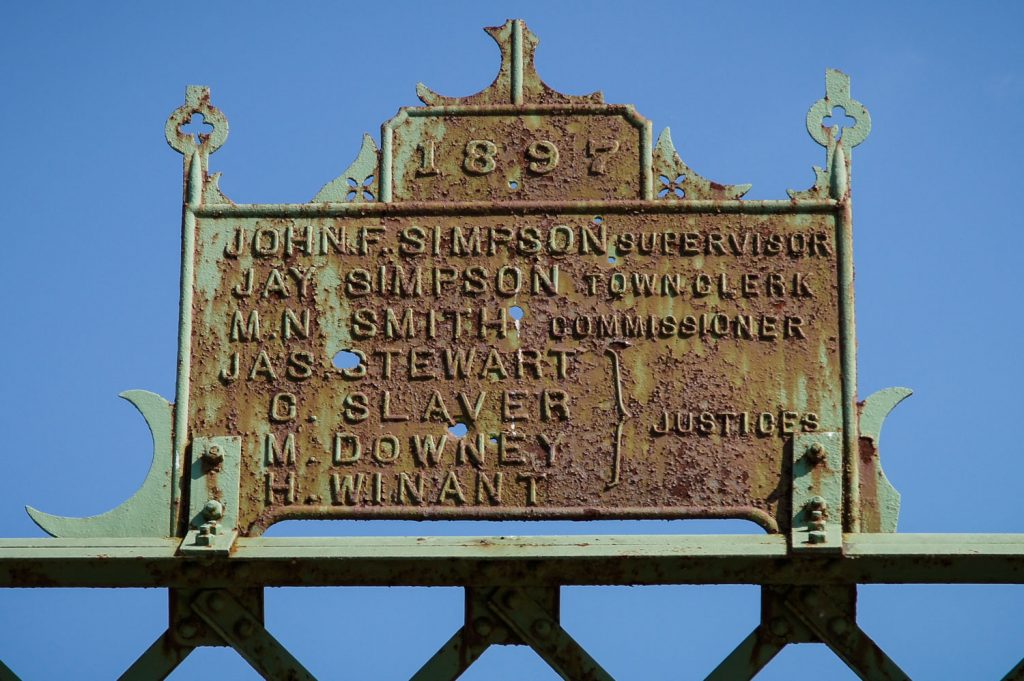 1897
JOHN.F.SIMPSON SUPERVISOR
JAY SIMPSON TOWN CLERK
M.N. SMITH COMMISSIONER
JAS. STEWART
G. SLAVER
M. DOWNEY
H. WINANT
JUSTICES